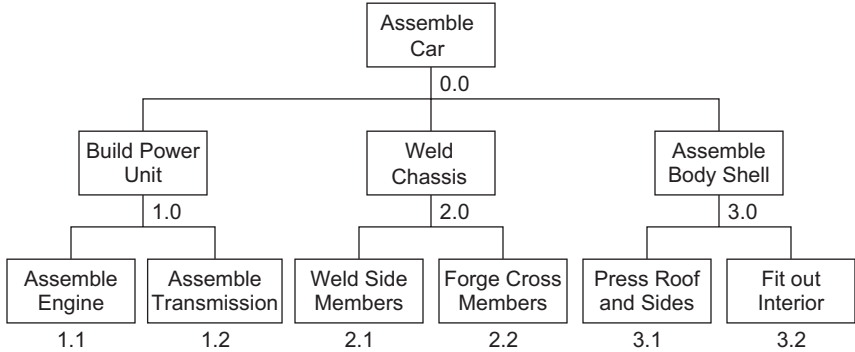 Assemble
Car
0.0
Build Power
Unit
Weld
Chassis
Assemble
Body Shell
1.0
2.0
3.0
Assemble
Engine
Assemble
Transmission
Weld Side
Members
Forge Cross
Members
Press Roof
and Sides
Fit out
Interior
1.1
1.2
2.1
2.2
3.1
3.2